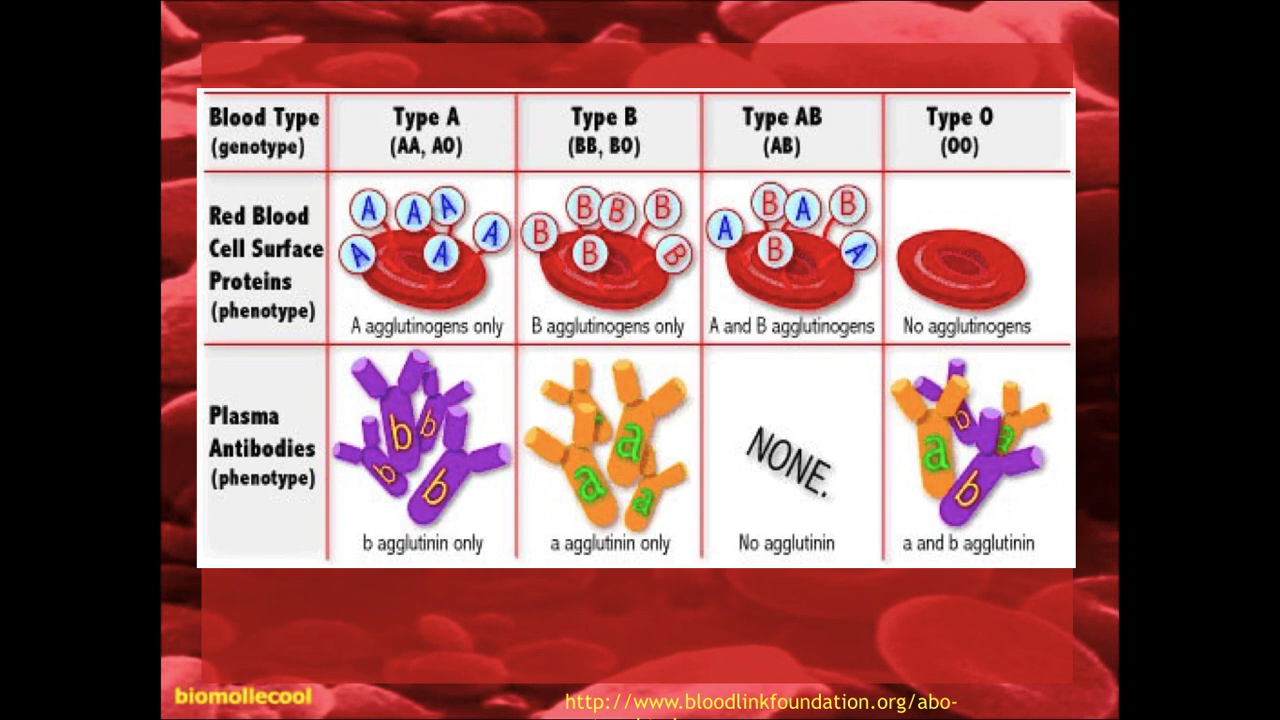 Blood Type
(genotype)
Type A
(AA, AO)
Type B
(BB, BO)
Type AB
(AB)
Type O
(OO)
Red Blood
Cell Surface
Proteins
(phenotype)
A
A
A
A
A
A
A agglutinogens only
B
B
B
B
B
B
B agglutinogens only
A
B
A
B
B
A
A and B agglutinogens
No agglutinogens
Plasma
Antibodies
(phenotype)
b
b
b
b
b agglutinin only
a
a
a
a agglutinin only
NONE.
No agglutinin
a
b
a
b
a and b agglutinin
biomollecool
http://www.bloodlinkfoundation.org/abo-